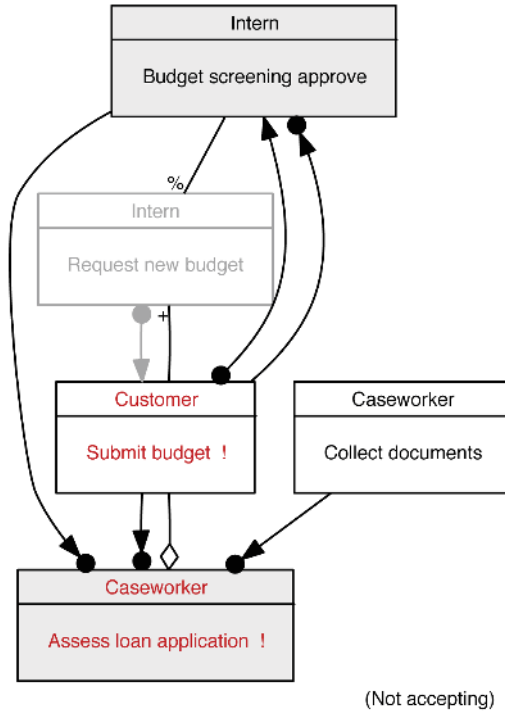 Intern
Budget screening approve
%
Intern
Request new budget
+
Customer
Submit budget !
Caseworker
Collect documents
Caseworker
Assess loan application !
(Not accepting)